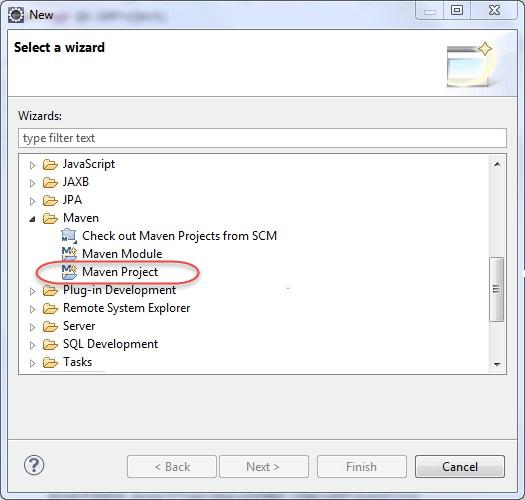 New
Select a wizard
Wizards:
type filter text
JavaScript
JAXB
JPA
Maven
Check out Maven Projects from SCM
Maven Module
Maven Project
Plug-in Development
Remote System Explorer
Server
SQL Development
Tasks
< Back
Next >
Finish
Cancel